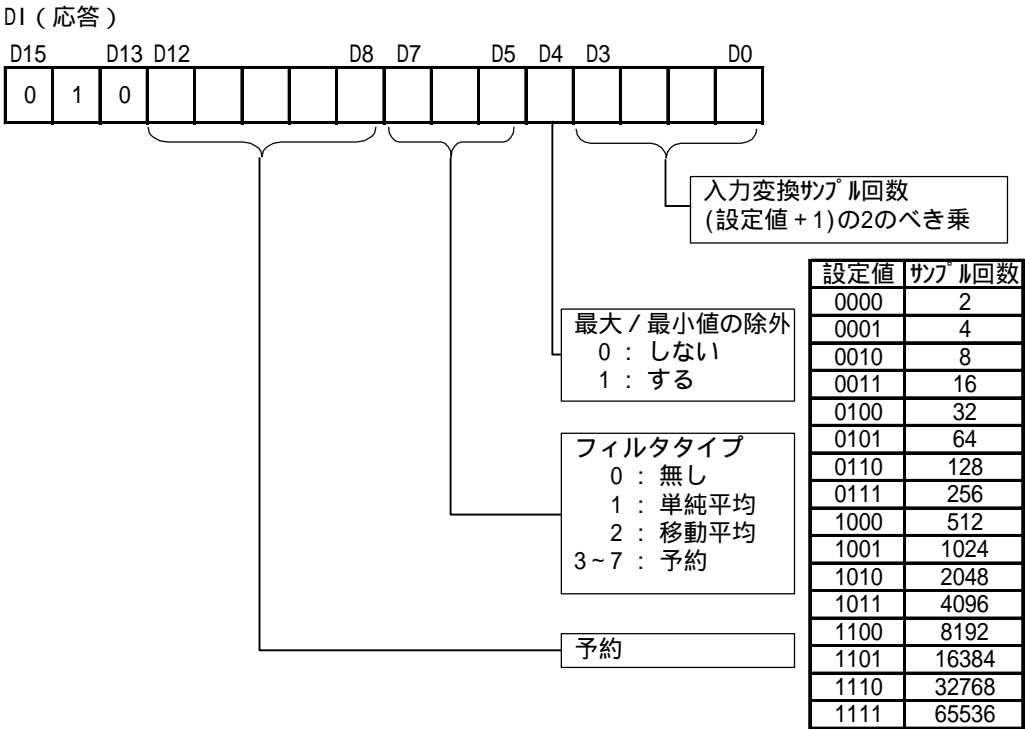 DI（応答）
D15 D13 D12 D8 D7 D5 D4 D3 D0
0 1 0
入力変換ｻﾝﾌﾟﾙ回数
(設定値+1)の2のべき乗
設定値 ｻﾝﾌﾟﾙ回数
0000 2
0001 4
0010 8
0011 16
0100 32
0101 64
0110 128
0111 256
1000 512
1001 1024
1010 2048
1011 4096
1100 8192
1101 16384
1110 32768
1111 65536
最大/最小値の除外
0：しない
1：する
フィルタタイプ
0：無し
1：単純平均
2：移動平均
3~7：予約
予約